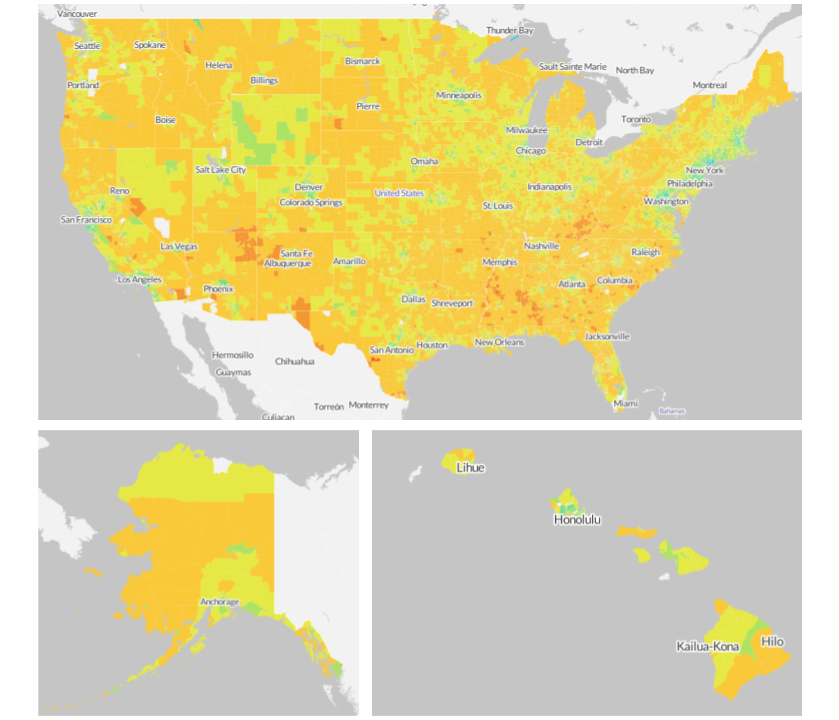 Vancouver
Thunder Bay
Seattle
Spokane
Helena
Bismarck
Sault Sainte Marie
North Bay
Billings
Portland
Montreal
Minneapolis
Pierre
Boise
Toronto
Milwaukee
Detroit
Chicago
Omaha
Salt Lake City
New York
Reno
Denver
United States
Indianapolis
Philadelphia
Colorado Springs
St. Louis
Washington
San Francisco
Las Vegas
Nashville
Raleigh
Santa Fe
Albuquerque
Amarillo
Memphis
Los Angeles
Phoenix
Atlanta
Columbia
Dallas
Shreveport
Jacksonville
New Orleans
Houston
San Antonio
Hermosillo
Chihuahua
Guaymas
Torreón
Monterrey
Miami
Bahamas
Culiacan
Lihue
Honolulu
Anchorage
Kailua-Kona
Hilo